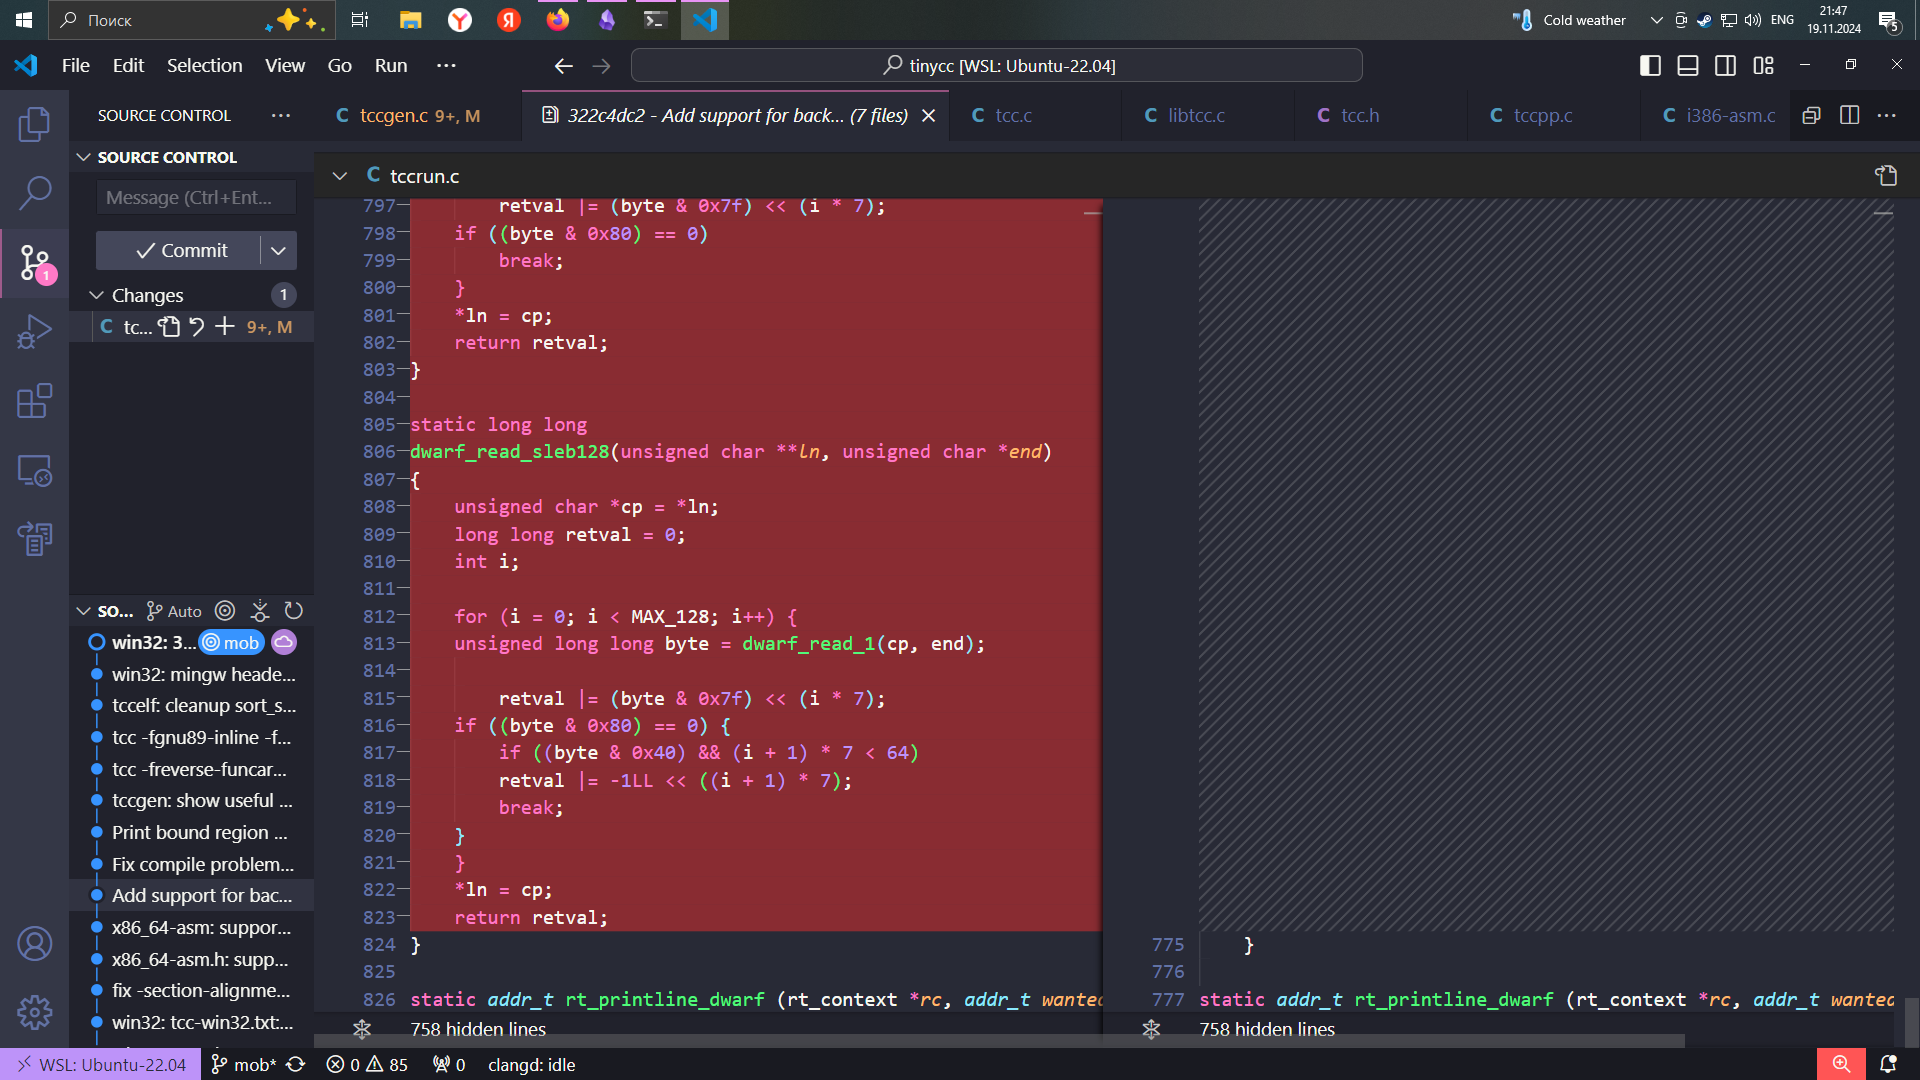 Поиск
Cold weather
ENG
21:47
19.11.2024
5
File Edit Selection View Go Run ···
tinycc [WSL: Ubuntu-22.04]
SOURCE CONTROL ···
C tccgen.c 9+, M
322c4dc2 - Add support for back... (7 files)
C tcc.c
C libtcc.c
C tcc.h
C tccpp.c
C i386-asm.c
SOURCE CONTROL
Message (Ctrl+Ent...
Commit
1
Changes 1
C tc... 9+, M
SO... Auto
win32: 3... mob
win32: mingw heade...
tccelf: cleanup sort_s...
tcc -fgnu89-inline -f...
tcc -freverse-funcar...
tccgen: show useful ...
Print bound region ...
Fix compile problem...
Add support for bac...
x86_64-asm: suppor...
x86_64-asm.h: supp...
fix -section-alignme...
win32: tcc-win32.txt:...
C tccrun.c
797 retval |= (byte & 0x7f) << (i * 7);
798 if ((byte & 0x80) == 0)
799 break;
800 }
801 *ln = cp;
802 return retval;
803 }
804
805 static long long
806 dwarf_read_sleb128(unsigned char **ln, unsigned char *end)
807 {
808 unsigned char *cp = *ln;
809 long long retval = 0;
810 int i;
811
812 for (i = 0; i < MAX_128; i++) {
813 unsigned long long byte = dwarf_read_1(cp, end);
814
815 retval |= (byte & 0x7f) << (i * 7);
816 if ((byte & 0x80) == 0) {
817 if ((byte & 0x40) && (i + 1) * 7 < 64)
818 retval |= -1LL << ((i + 1) * 7);
819 break;
820 }
821 }
822 *ln = cp;
823 return retval;
824 }
825
826 static addr_t rt_printline_dwarf (rt_context *rc, addr_t wanted
758 hidden lines
775 }
776
777 static addr_t rt_printline_dwarf (rt_context *rc, addr_t wanted
758 hidden lines
WSL: Ubuntu-22.04 mob* 0 85 0 clangd: idle